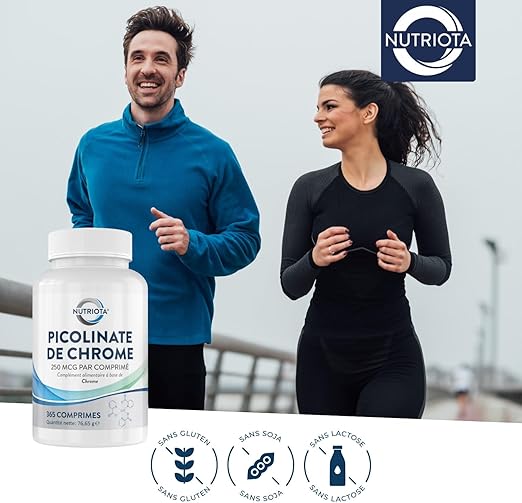 NUTRIOTA
NUTRIOTA
PICOLINATE
DE CHROME
250 MCG PAR COMPRIMÉ
Complément alimentaire à base de
Chrome
365 COMPRIMES
Quantité nette: 76,65 g℮
SANS GLUTEN
SANS GLUTEN
SANS SOJA
SANS SOJA
SANS LACTOSE
SANS LACTOSE